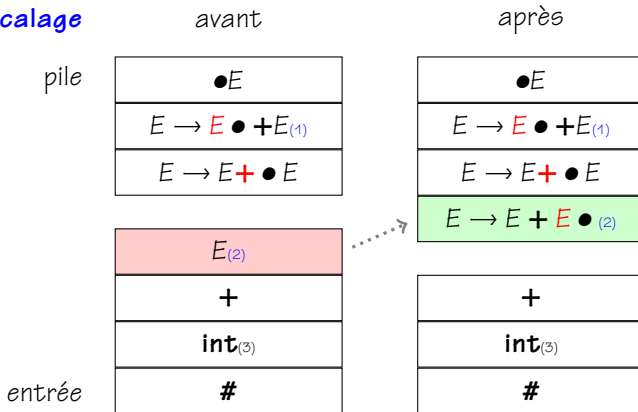 calage avant après
pile ●E ●E
E → E ● +E(1) E → E ● +E(1)
E → E+ ● E E → E+ ● E
E → E + E ● (2)
E(2)
+ +
int(3) int(3)
entrée # #